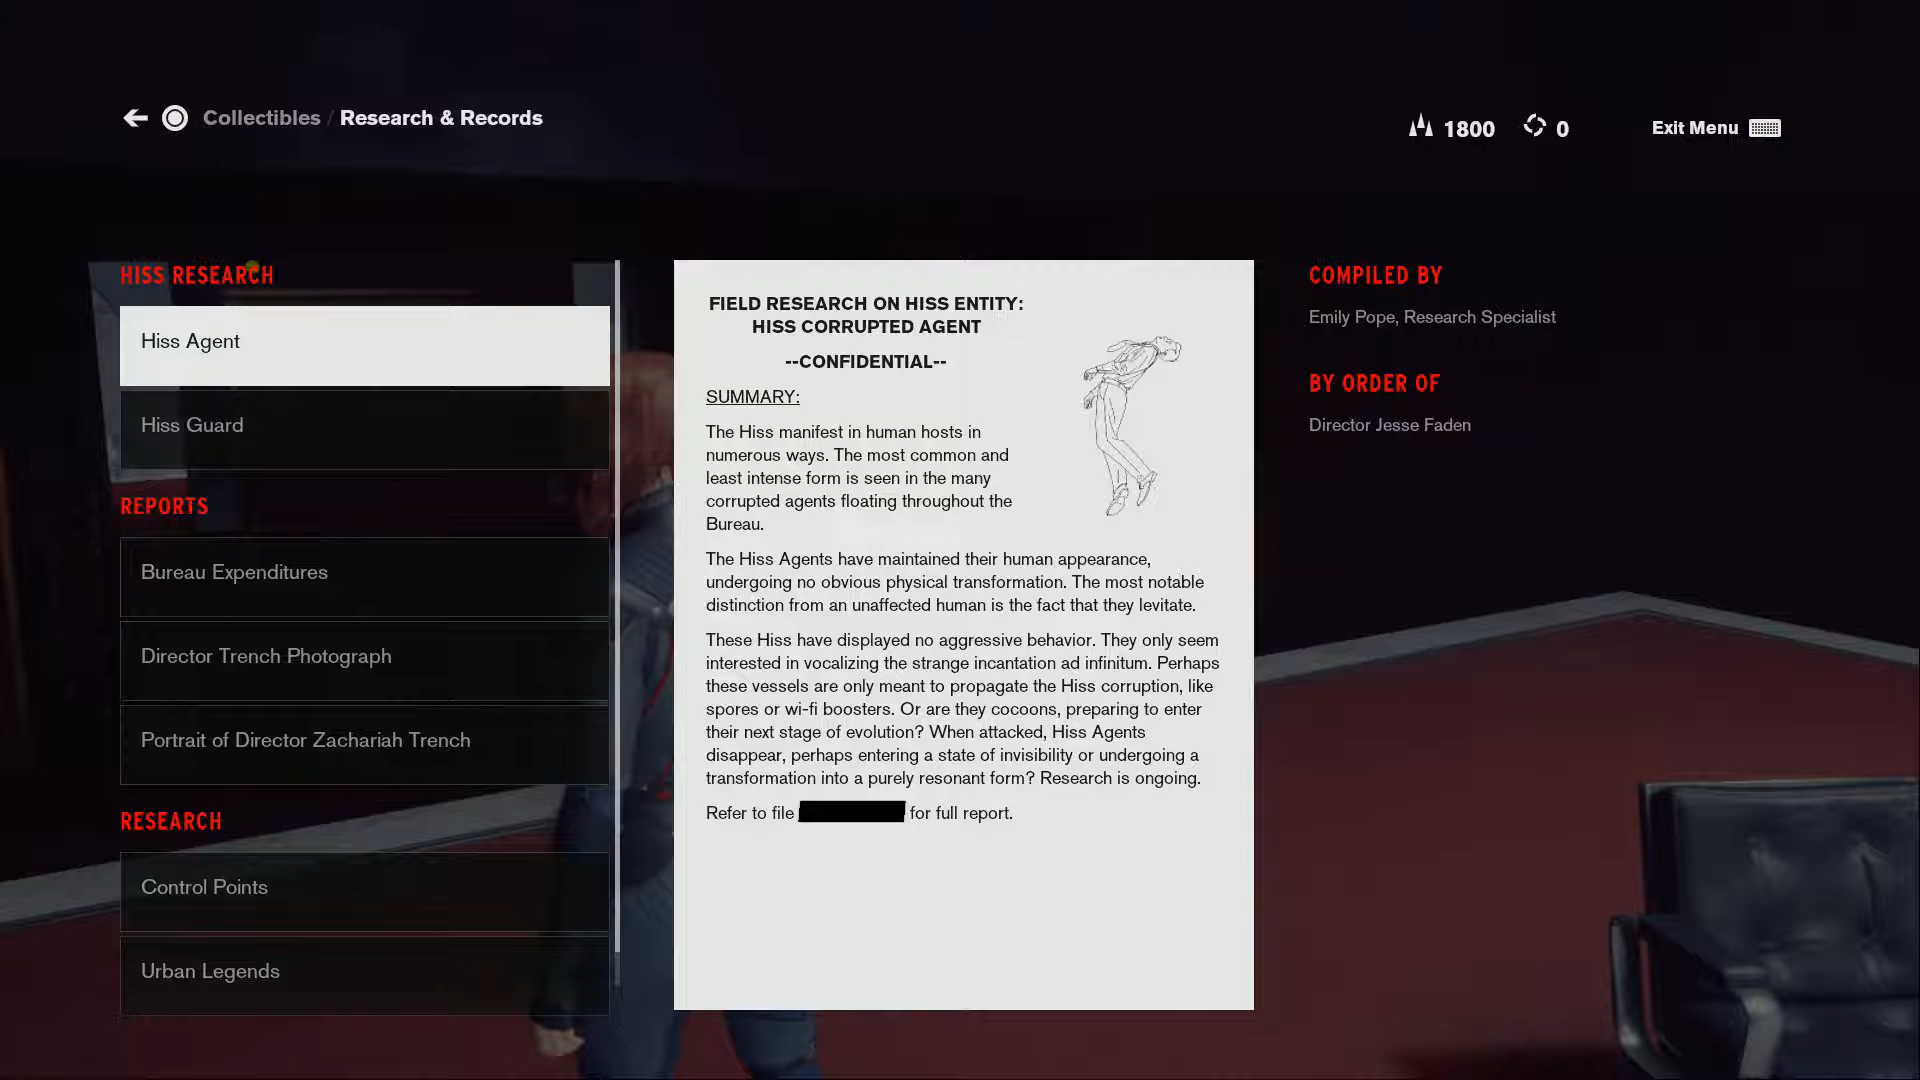 Collectibles / Research & Records
1800
0
Exit Menu
HISS RESEARCH
Hiss Agent
Hiss Guard
REPORTS
Bureau Expenditures
Director Trench Photograph
Portrait of Director Zachariah Trench
RESEARCH
Control Points
Urban Legends
FIELD RESEARCH ON HISS ENTITY:
HISS CORRUPTED AGENT
--CONFIDENTIAL--
SUMMARY:
The Hiss manifest in human hosts in
numerous ways. The most common and
least intense form is seen in the many
corrupted agents floating throughout the
Bureau.
The Hiss Agents have maintained their human appearance,
undergoing no obvious physical transformation. The most notable
distinction from an unaffected human is the fact that they levitate.
These Hiss have displayed no aggressive behavior. They only seem
interested in vocalizing the strange incantation ad infinitum. Perhaps
these vessels are only meant to propagate the Hiss corruption, like
spores or wi-fi boosters. Or are they cocoons, preparing to enter
their next stage of evolution? When attacked, Hiss Agents
disappear, perhaps entering a state of invisibility or undergoing a
transformation into a purely resonant form? Research is ongoing.
Refer to file for full report.
COMPILED BY
Emily Pope, Research Specialist
BY ORDER OF
Director Jesse Faden